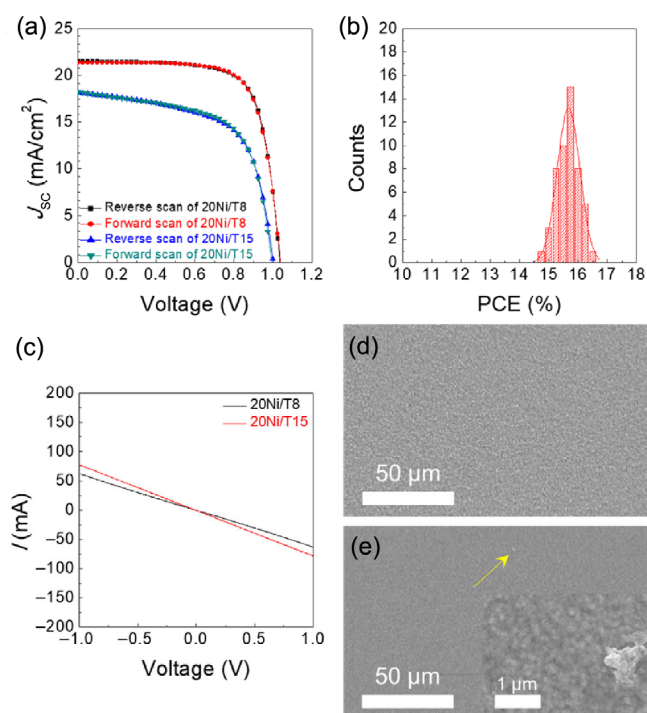 (a)
25
20
15
10
5
0
J_SC (mA/cm²)
Reverse scan of 20Ni/T8
Forward scan of 20Ni/T8
Reverse scan of 20Ni/T15
Forward scan of 20Ni/T15
0.0 0.2 0.4 0.6 0.8 1.0 1.2
Voltage (V)
(b)
20
18
16
14
12
10
8
6
4
2
0
Counts
10 11 12 13 14 15 16 17 18
PCE (%)
(c)
200
150
100
50
0
−50
−100
−150
−200
I (mA)
20Ni/T8
20Ni/T15
−1.0 −0.5 0.0 0.5 1.0
Voltage (V)
(d)
50 μm
(e)
50 μm
1 μm